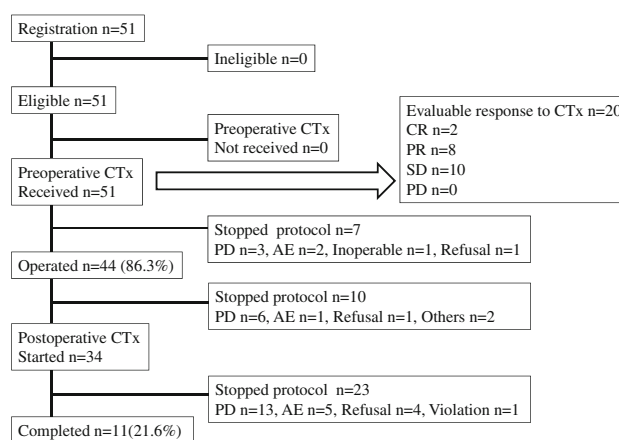 Registration n=51
Ineligible n=0
Eligible n=51
Preoperative CTx
Not received n=0
Evaluable response to CTx n=20
CR n=2
PR n=8
SD n=10
PD n=0
Preoperative CTx
Received n=51
Stopped protocol n=7
PD n=3, AE n=2, Inoperable n=1, Refusal n=1
Operated n=44 (86.3%)
Stopped protocol n=10
PD n=6, AE n=1, Refusal n=1, Others n=2
Postoperative CTx
Started n=34
Stopped protocol n=23
PD n=13, AE n=5, Refusal n=4, Violation n=1
Completed n=11(21.6%)